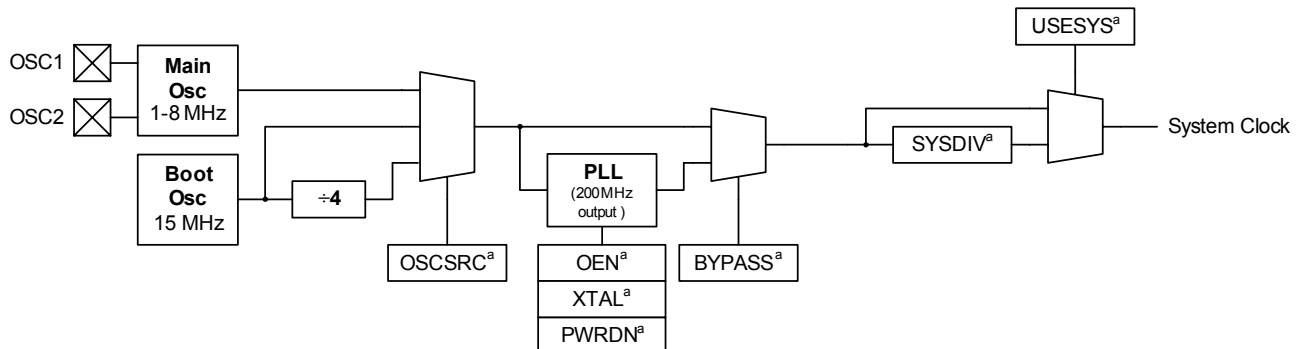 USESYSᵃ
OSC1
OSC2
Main
Osc
1-8 MHz
System Clock
SYSDIVᵃ
Boot
Osc
15 MHz
÷4
PLL
(200MHz
output )
OSCSRCᵃ
OENᵃ
XTALᵃ
PWRDNᵃ
BYPASSᵃ